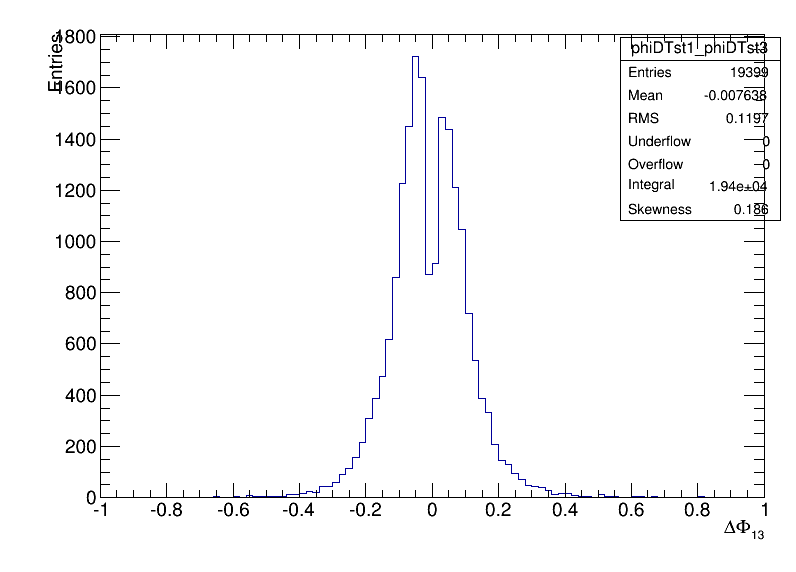 Entries
1800
1600
1400
1200
1000
800
600
400
200
0
-1 -0.8 -0.6 -0.4 -0.2 0 0.2 0.4 0.6 0.8 1
ΔΦ13
phiDTst1_phiDTst3
Entries 19399
Mean -0.007638
RMS 0.1197
Underflow 0
Overflow 0
Integral 1.94e+04
Skewness 0.186